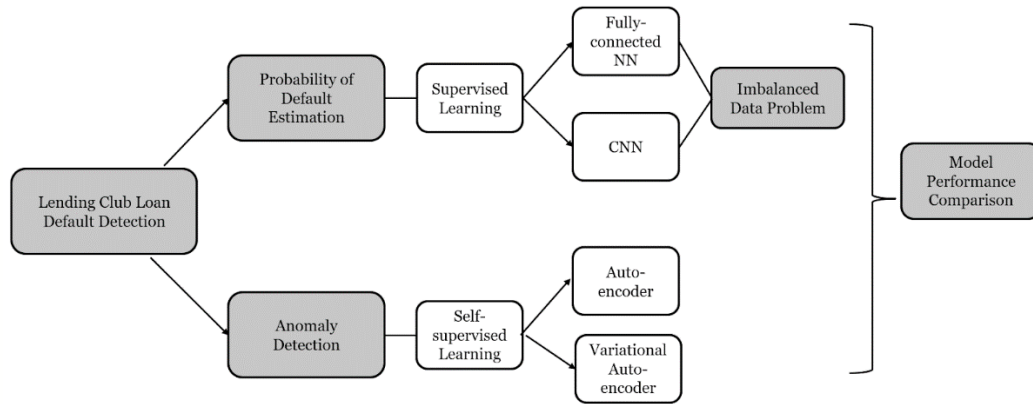 Lending Club Loan
Default Detection
Probability of
Default
Estimation
Supervised
Learning
Fully-
connected
NN
CNN
Imbalanced
Data Problem
Anomaly
Detection
Self-
supervised
Learning
Auto-
encoder
Variational
Auto-
encoder
Model
Performance
Comparison